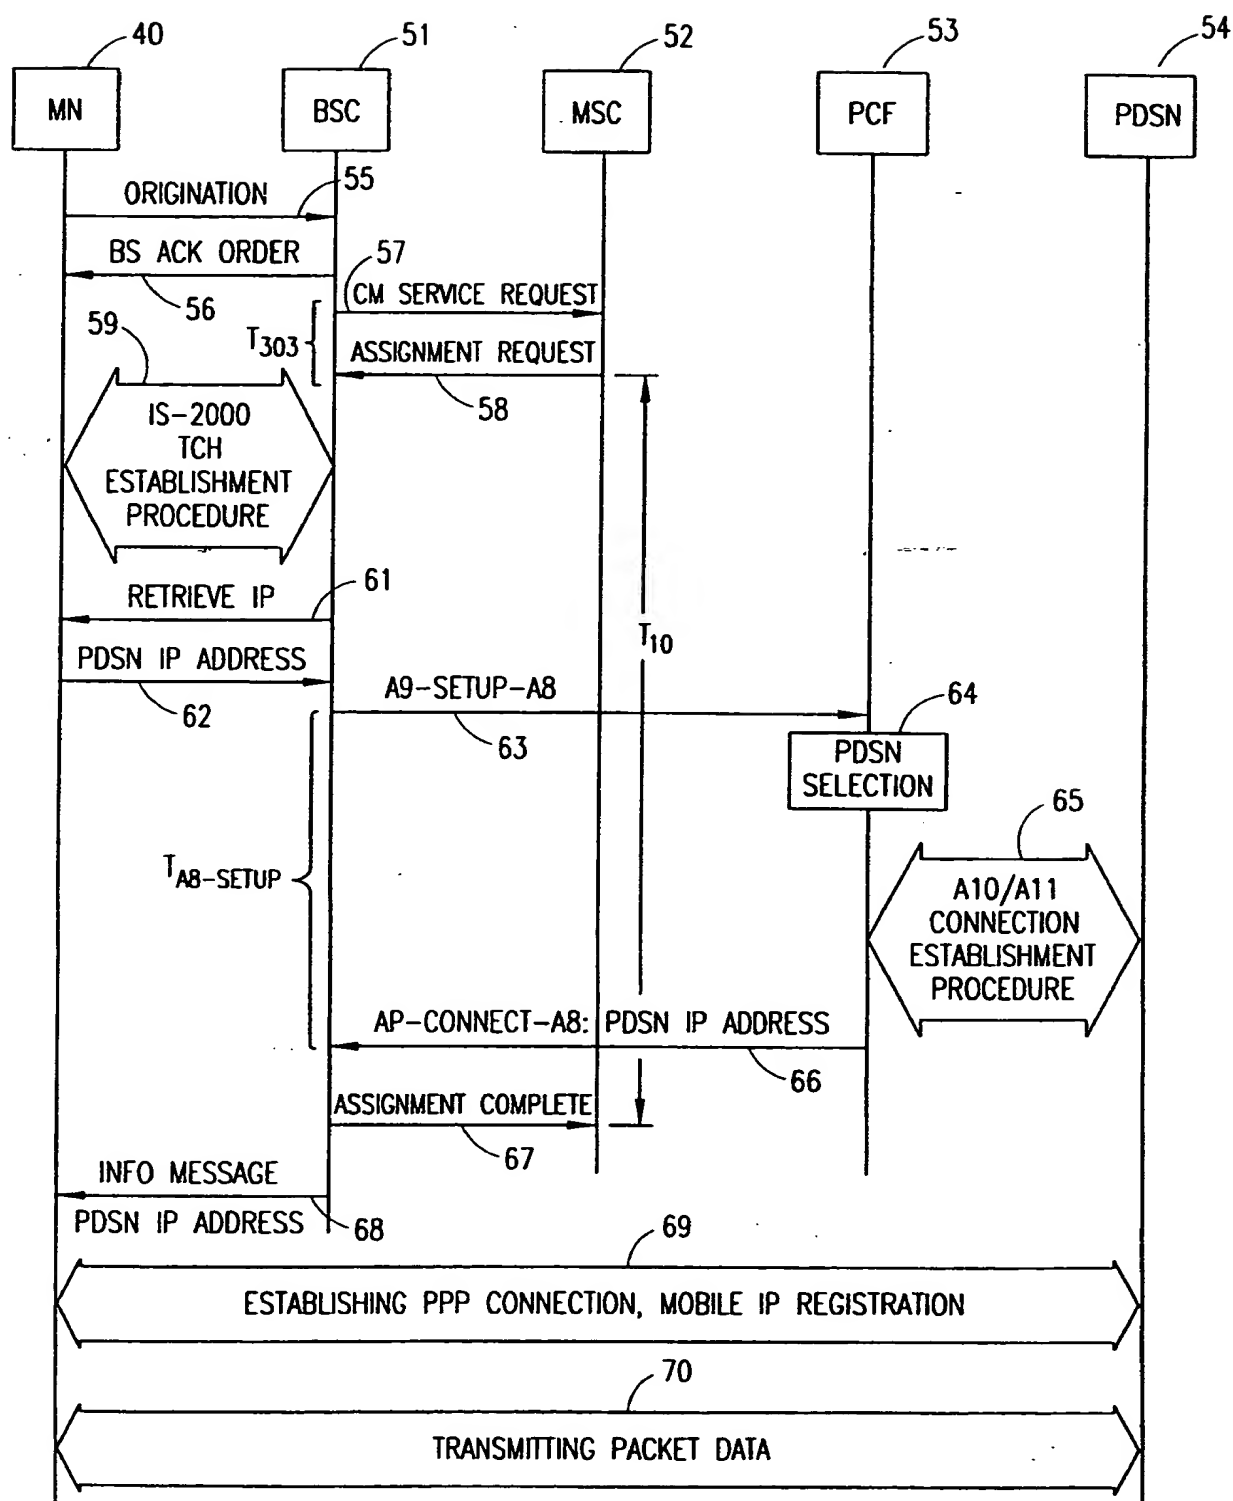 40
51
52
53
54
MN
BSC
MSC
PCF
PDSN
ORIGINATION
55
BS ACK ORDER
56
57
CM SERVICE REQUEST
T303
ASSIGNMENT REQUEST
58
59
IS-2000
TCH
ESTABLISHMENT
PROCEDURE
RETRIEVE IP
61
T10
PDSN IP ADDRESS
62
A9-SETUP-A8
63
64
PDSN
SELECTION
65
TA8-SETUP
A10/A11
CONNECTION
ESTABLISHMENT
PROCEDURE
AP-CONNECT-A8: PDSN IP ADDRESS
66
ASSIGNMENT COMPLETE
67
INFO MESSAGE
PDSN IP ADDRESS
68
69
ESTABLISHING PPP CONNECTION, MOBILE IP REGISTRATION
70
TRANSMITTING PACKET DATA